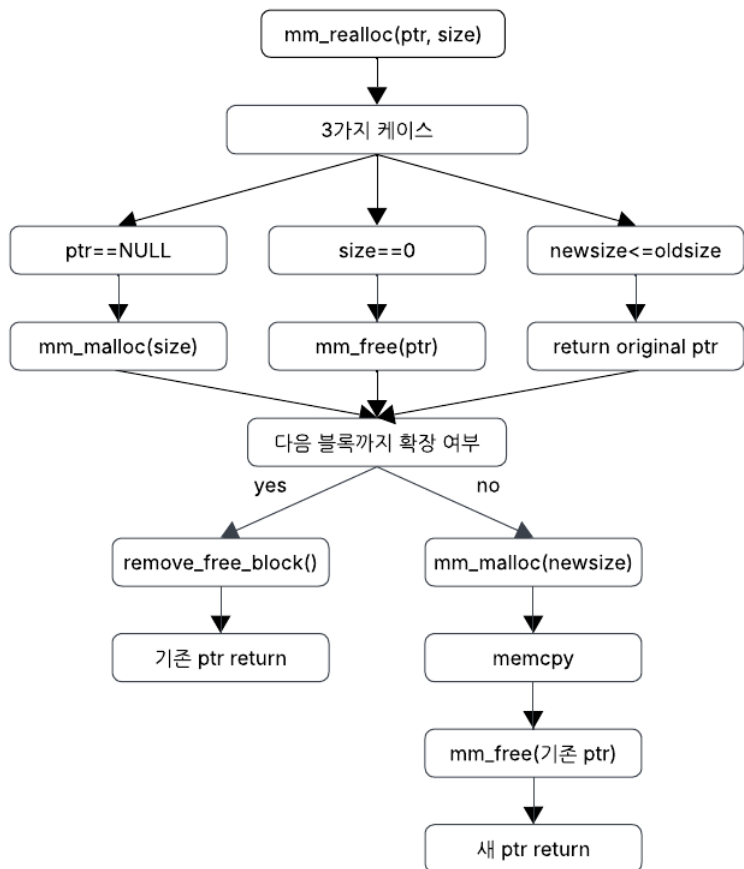 mm_realloc(ptr, size)
3가지 케이스
ptr==NULL
size==0
newsize<=oldsize
mm_malloc(size)
mm_free(ptr)
return original ptr
다음 블록까지 확장 여부
yes
no
remove_free_block()
mm_malloc(newsize)
기존 ptr return
memcpy
mm_free(기존 ptr)
새 ptr return